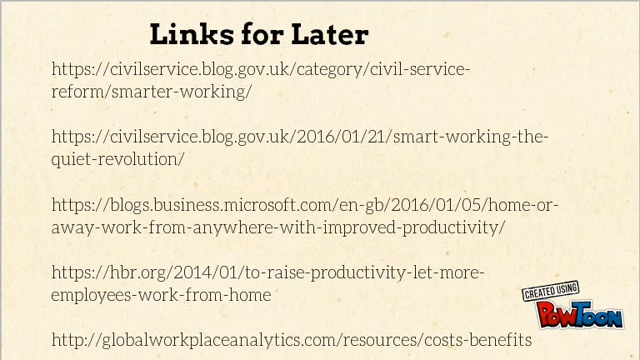 Links for Later
https://civilservice.blog.gov.uk/category/civil-service-
reform/smarter-working/
https://civilservice.blog.gov.uk/2016/01/21/smart-working-the-
quiet-revolution/
https://blogs.business.microsoft.com/en-gb/2016/01/05/home-or-
away-work-from-anywhere-with-improved-productivity/
https://hbr.org/2014/01/to-raise-productivity-let-more-
employees-work-from-home
http://globalworkplaceanalytics.com/resources/costs-benefits
CREATED USING
POWTOON